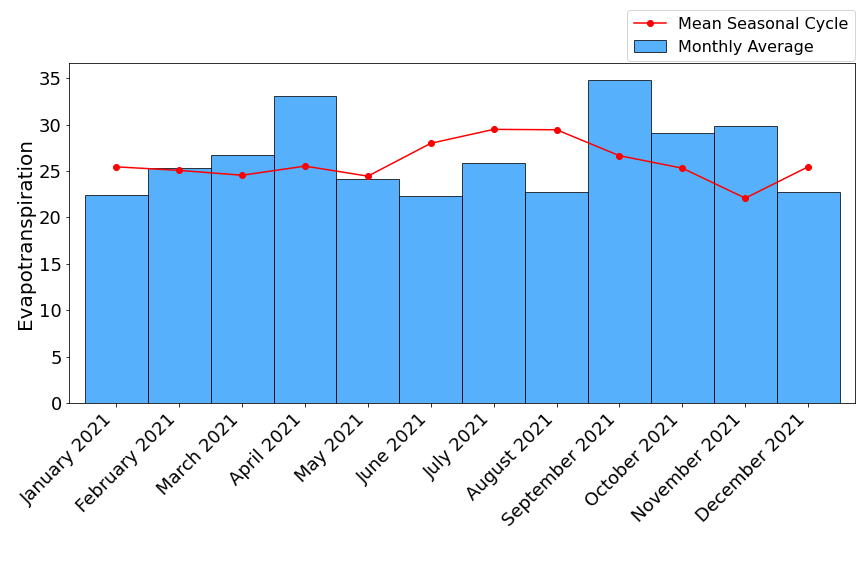 Mean Seasonal Cycle
Monthly Average
Evapotranspiration
35
30
25
20
15
10
5
0
January 2021
February 2021
March 2021
April 2021
May 2021
June 2021
July 2021
August 2021
September 2021
October 2021
November 2021
December 2021